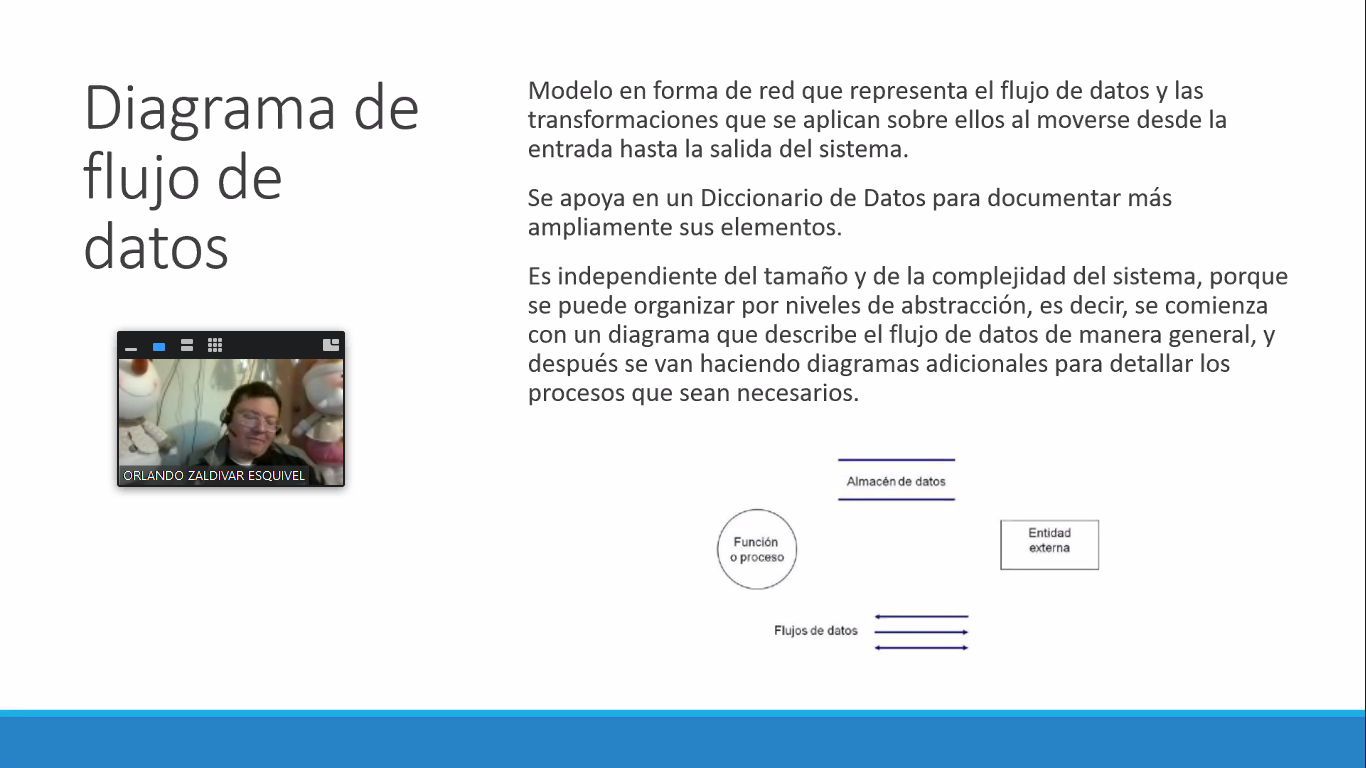 Diagrama de
flujo de
datos
Modelo en forma de red que representa el flujo de datos y las
transformaciones que se aplican sobre ellos al moverse desde la
entrada hasta la salida del sistema.
Se apoya en un Diccionario de Datos para documentar más
ampliamente sus elementos.
Es independiente del tamaño y de la complejidad del sistema, porque
se puede organizar por niveles de abstracción, es decir, se comienza
con un diagrama que describe el flujo de datos de manera general, y
después se van haciendo diagramas adicionales para detallar los
procesos que sean necesarios.
ORLANDO ZALDIVAR ESQUIVEL
Almacén de datos
Función
o proceso
Entidad
externa
Flujos de datos